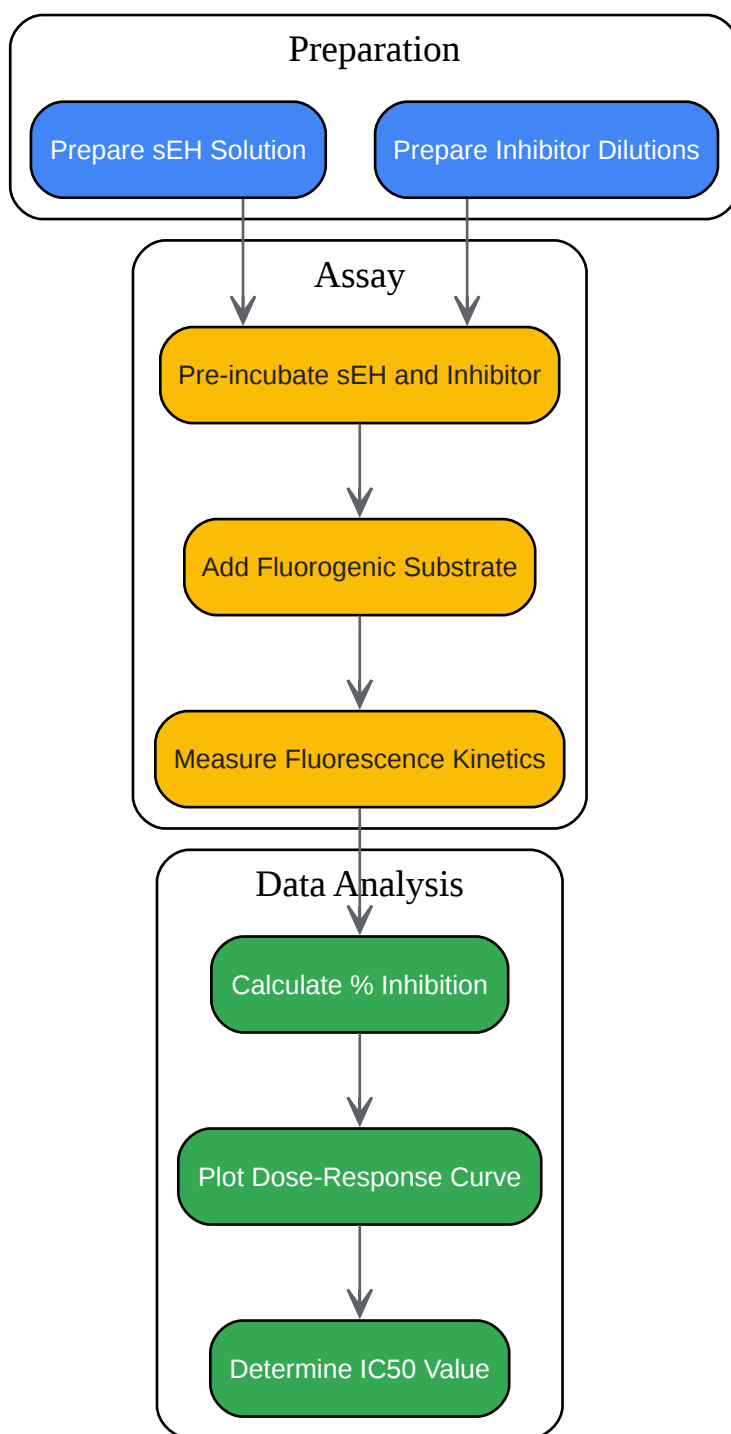 Preparation
Prepare sEH Solution
Prepare Inhibitor Dilutions
Assay
Pre-incubate sEH and Inhibitor
Add Fluorogenic Substrate
Measure Fluorescence Kinetics
Data Analysis
Calculate % Inhibition
Plot Dose-Response Curve
Determine IC50 Value